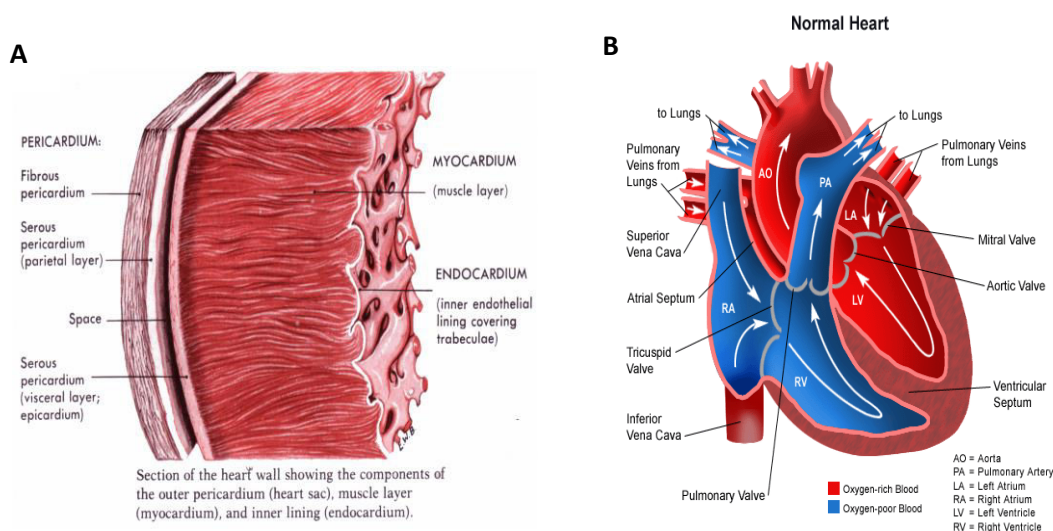 A
PERICARDIUM:
Fibrous
pericardium
Serous
pericardium
(parietal layer)
Space
Serous
pericardium
(visceral layer;
epicardium)
MYOCARDIUM
(muscle layer)
ENDOCARDIUM
(inner endothelial
lining covering
trabeculae)
E.W.B.
Section of the heart wall showing the components of
the outer pericardium (heart sac), muscle layer
(myocardium), and inner lining (endocardium).
B
Normal Heart
to Lungs
Pulmonary
Veins from
Lungs
Superior
Vena Cava
Atrial Septum
Tricuspid
Valve
Inferior
Vena Cava
Pulmonary Valve
to Lungs
Pulmonary Veins
from Lungs
Mitral Valve
Aortic Valve
Ventricular
Septum
AO
PA
LA
LV
RA
RV
Oxygen-rich Blood
Oxygen-poor Blood
AO = Aorta
PA = Pulmonary Artery
LA = Left Atrium
RA = Right Atrium
LV = Left Ventricle
RV = Right Ventricle